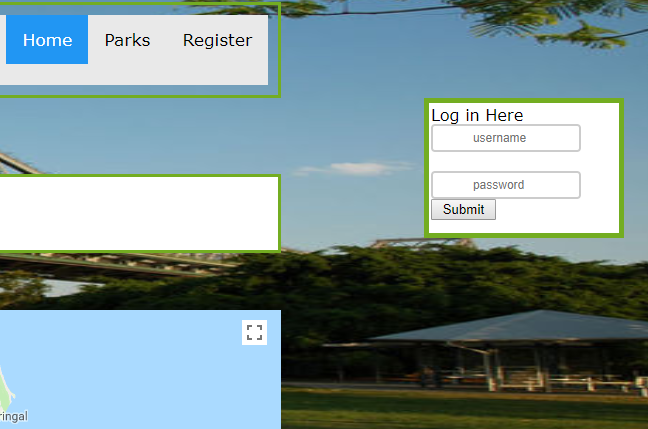 Home Parks Register
Log in Here
username
password
Submit
ringal